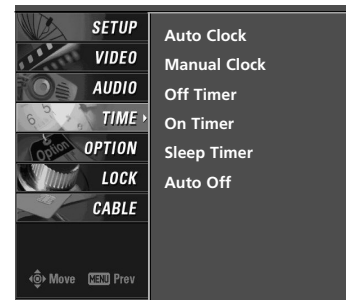 SETUP
VIDEO
AUDIO
TIME
OPTION
LOCK
CABLE
Move MENU Prev
Auto Clock
Manual Clock
Off Timer
On Timer
Sleep Timer
Auto Off